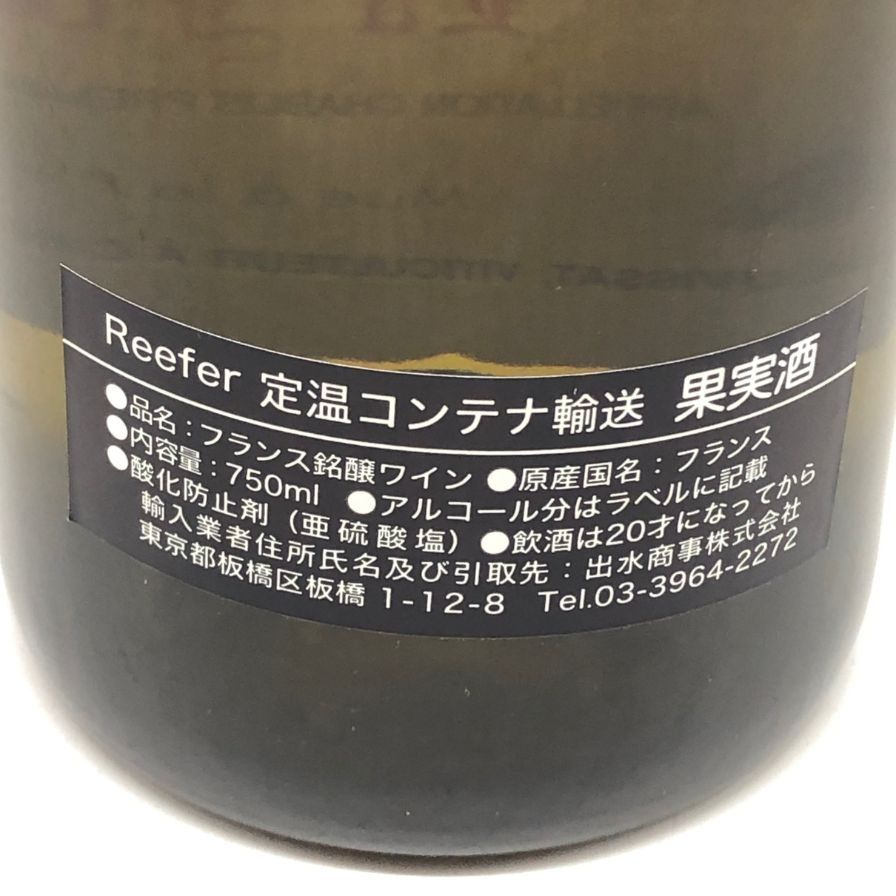 Reefer 定温コンテナ輸送 果実酒
●品名：フランス銘醸ワイン ●原産国名：フランス
●内容量：750ml ●アルコール分はラベルに記載
●酸化防止剤（亜硫酸塩） ●飲酒は20才になってから
輸入業者住所氏名及び引取先：出水商事株式会社
東京都板橋区板橋 1-12-8 Tel.03-3964-2272